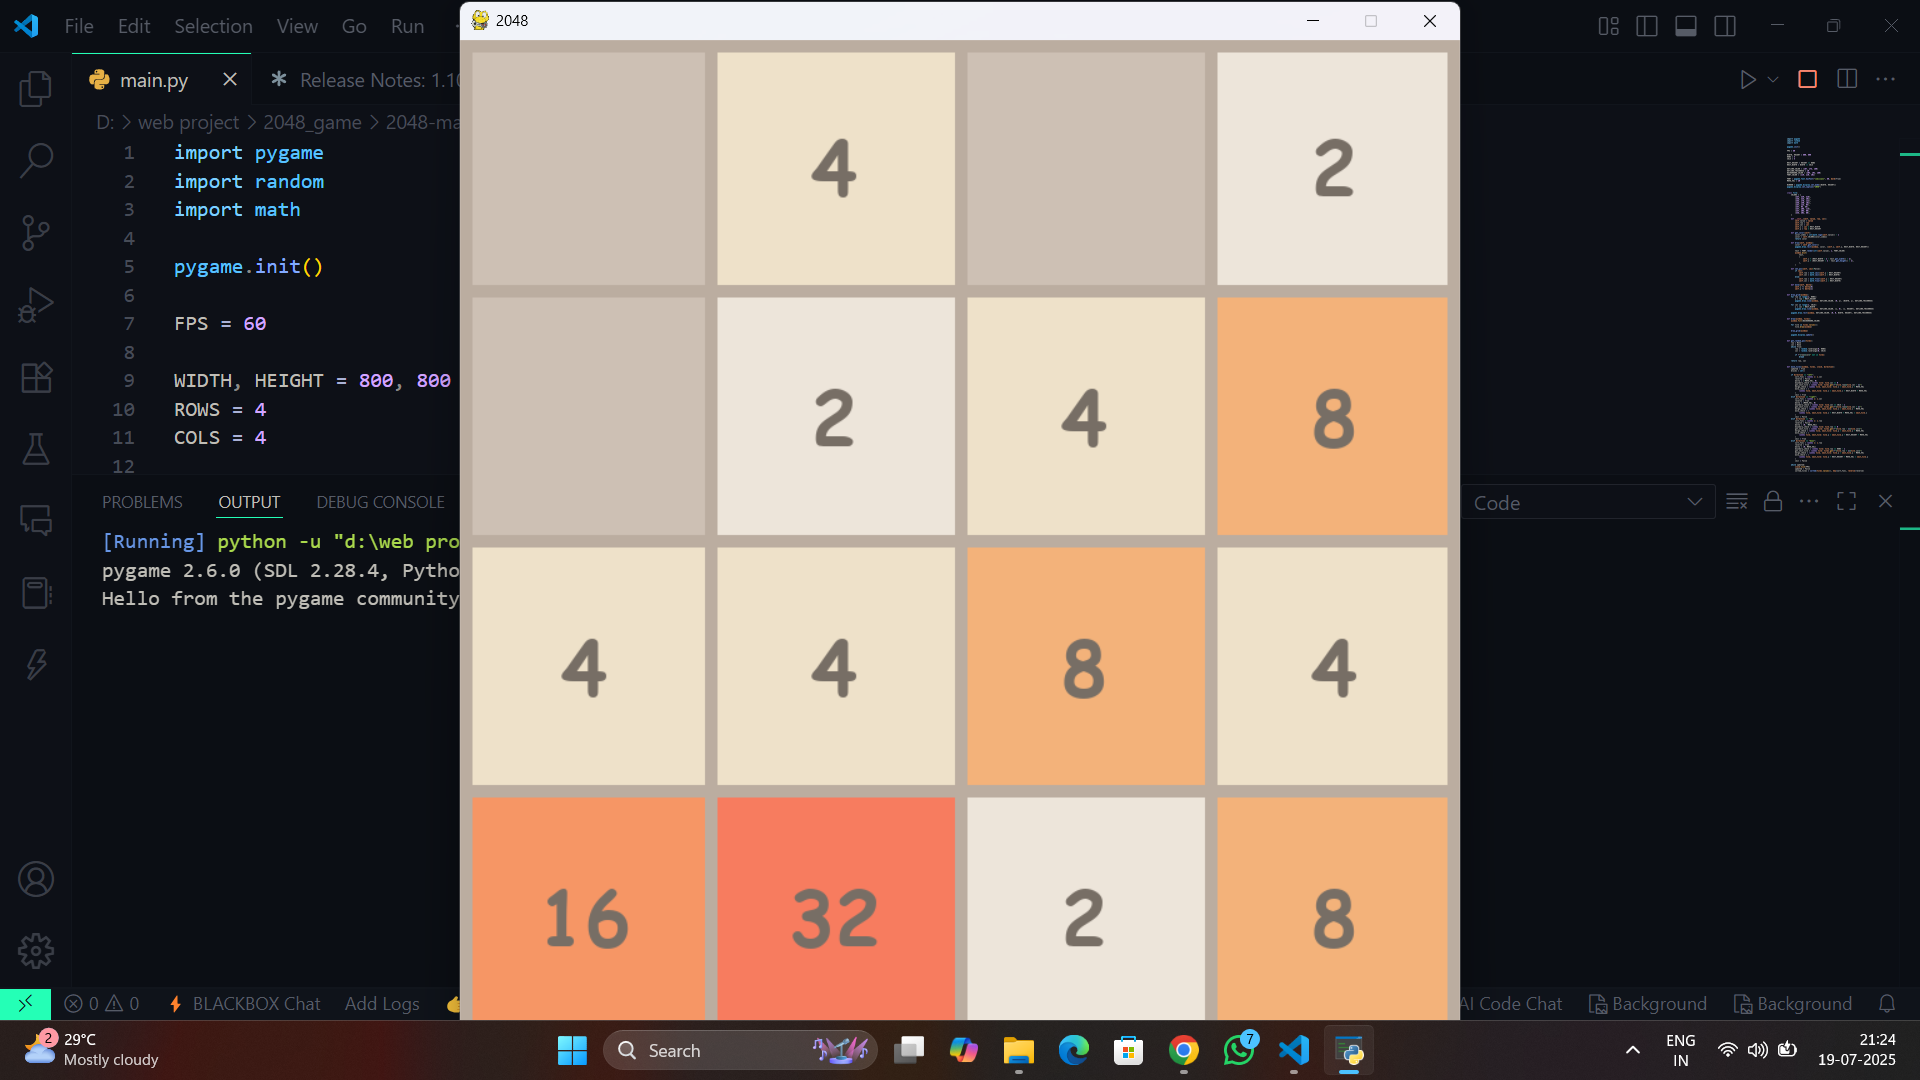 File Edit Selection View Go Run
2048
main.py
Release Notes: 1.10
D: > web project > 2048_game > 2048-ma
1 import pygame
2 import random
3 import math
4
5 pygame.init()
6
7 FPS = 60
8
9 WIDTH, HEIGHT = 800, 800
10 ROWS = 4
11 COLS = 4
12
4 2
2 4 8
4 4 8 4
16 32 2 8
PROBLEMS OUTPUT DEBUG CONSOLE
Code
[Running] python -u "d:\web pro
pygame 2.6.0 (SDL 2.28.4, Pytho
Hello from the pygame community
0 0 BLACKBOX Chat Add Logs
AI Code Chat Background Background
2
29°C
Mostly cloudy
Search
7
ENG
IN
21:24
19-07-2025